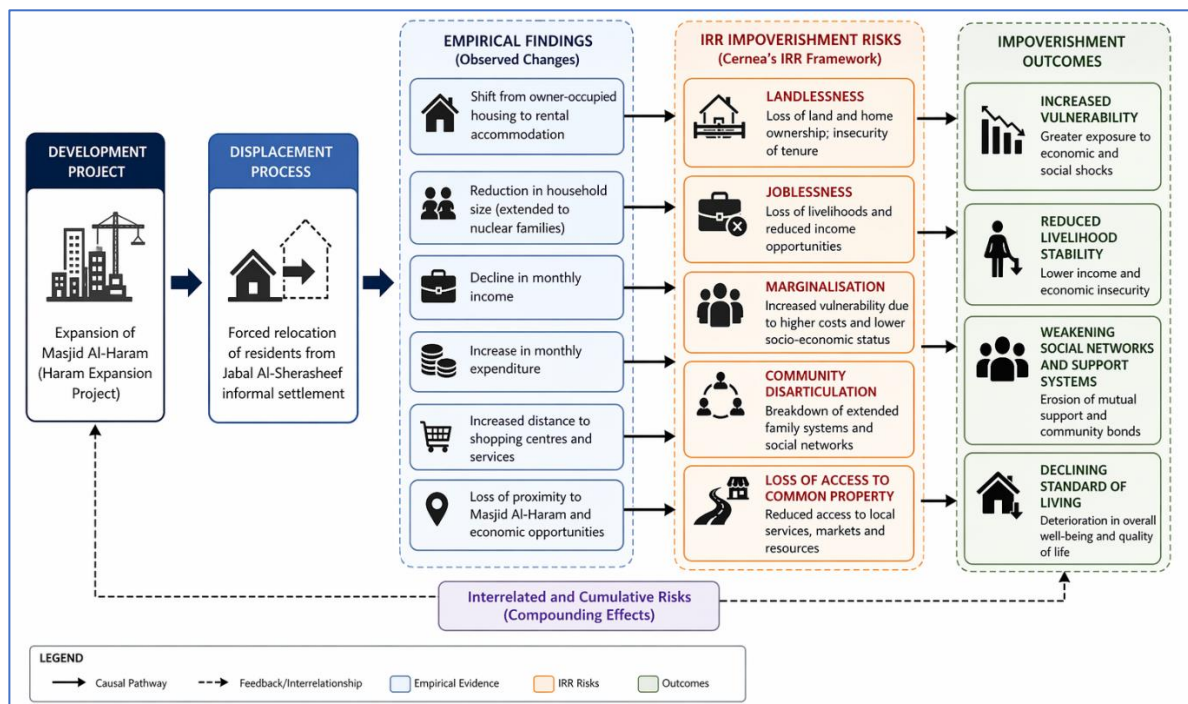 DEVELOPMENT
PROJECT
Expansion of
Masjid Al-Haram
(Haram Expansion
Project)
DISPLACEMENT
PROCESS
Forced relocation
of residents from
Jabal Al-Sherasheef
informal settlement
EMPIRICAL FINDINGS
(Observed Changes)
Shift from owner-occupied
housing to rental
accommodation
Reduction in household
size (extended to
nuclear families)
Decline in monthly
income
Increase in monthly
expenditure
Increased distance to
shopping centres and
services
Loss of proximity to
Masjid Al-Haram and
economic opportunities
IRR IMPOVERISHMENT RISKS
(Cernea's IRR Framework)
LANDLESSNESS
Loss of land and home
ownership; insecurity
of tenure
JOBLESSNESS
Loss of livelihoods and
reduced income
opportunities
MARGINALISATION
Increased vulnerability due
to higher costs and lower
socio-economic status
COMMUNITY
DISARTICULATION
Breakdown of extended
family systems and
social networks
LOSS OF ACCESS TO
COMMON PROPERTY
Reduced access to local
services, markets and
resources
IMPOVERISHMENT
OUTCOMES
INCREASED
VULNERABILITY
Greater exposure to
economic and
social shocks
REDUCED
LIVELIHOOD
STABILITY
Lower income and
economic insecurity
WEAKENING
SOCIAL NETWORKS
AND SUPPORT
SYSTEMS
Erosion of mutual
support and
community bonds
DECLINING
STANDARD OF
LIVING
Deterioration in overall
well-being and quality
of life
Interrelated and Cumulative Risks
(Compounding Effects)
LEGEND
Causal Pathway
Feedback/Interrelationship
Empirical Evidence
IRR Risks
Outcomes